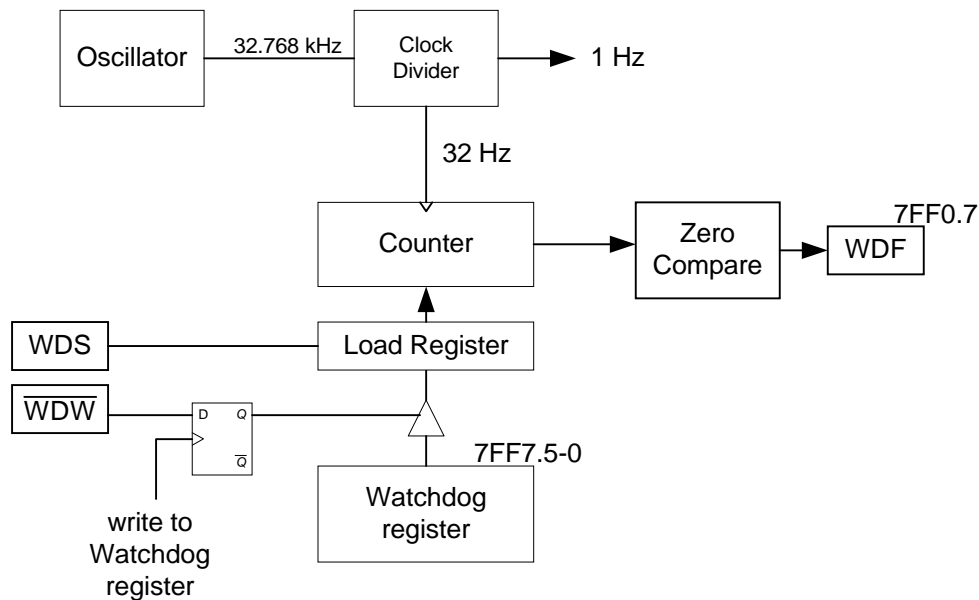 Oscillator
32.768 kHz
Clock
Divider
1 Hz
32 Hz
Counter
Zero
Compare
7FF0.7
WDF
WDS
Load Register
W̅D̅W̅
D
Q
Q̅
7FF7.5-0
Watchdog
register
write to
Watchdog
register